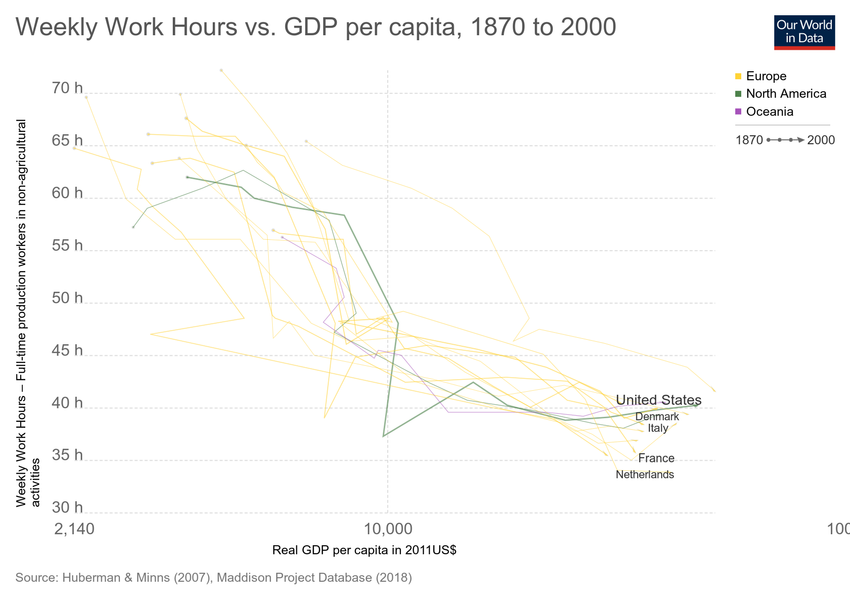 Weekly Work Hours vs. GDP per capita, 1870 to 2000
Our World
in Data
Europe
North America
Oceania
1870
2000
Weekly Work Hours – Full-time production workers in non-agricultural
activities
70 h
65 h
60 h
55 h
50 h
45 h
40 h
35 h
30 h
United States
Denmark
Italy
France
Netherlands
2,140
10,000
100
Real GDP per capita in 2011US$
Source: Huberman & Minns (2007), Maddison Project Database (2018)